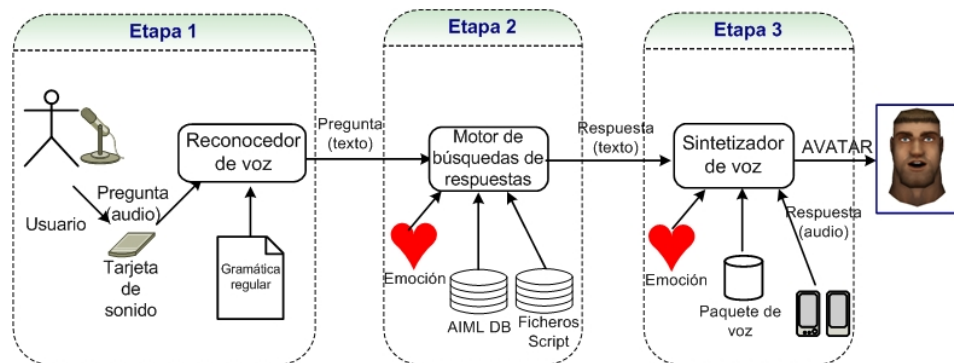 Etapa 1
Etapa 2
Etapa 3
Reconocedor
de voz
Pregunta
(texto)
Motor de
búsquedas de
respuestas
Respuesta
(texto)
Sintetizador
de voz
AVATAR
Usuario
Pregunta
(audio)
Tarjeta
de
sonido
Gramática
regular
Emoción
AIML DB
Ficheros
Script
Emoción
Paquete de
voz
Respuesta
(audio)